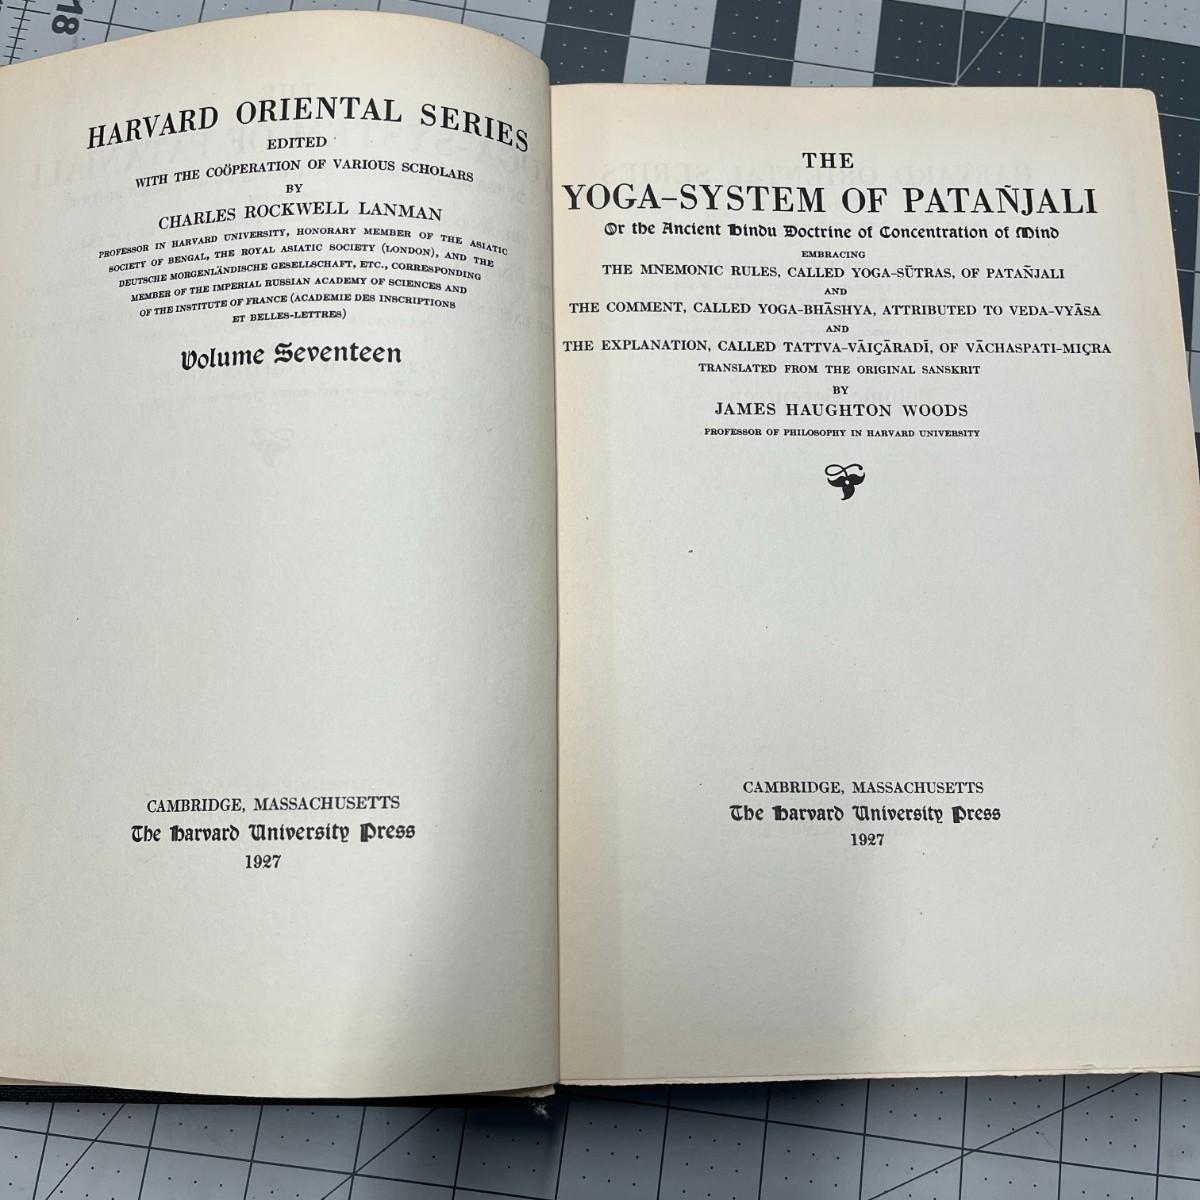 18
HARVARD ORIENTAL SERIES
EDITED
WITH THE COÖPERATION OF VARIOUS SCHOLARS
BY
CHARLES ROCKWELL LANMAN
PROFESSOR IN HARVARD UNIVERSITY, HONORARY MEMBER OF THE ASIATIC
SOCIETY OF BENGAL, THE ROYAL ASIATIC SOCIETY (LONDON), AND THE
DEUTSCHE MORGENLÄNDISCHE GESELLSCHAFT, ETC., CORRESPONDING
MEMBER OF THE IMPERIAL RUSSIAN ACADEMY OF SCIENCES AND
OF THE INSTITUTE OF FRANCE (ACADEMIE DES INSCRIPTIONS
ET BELLES-LETTRES)
Volume Seventeen
CAMBRIDGE, MASSACHUSETTS
The Harvard University Press
1927
THE
YOGA-SYSTEM OF PATAÑJALI
Or the Ancient Hindu Doctrine of Concentration of Mind
EMBRACING
THE MNEMONIC RULES, CALLED YOGA-SŪTRAS, OF PATAÑJALI
AND
THE COMMENT, CALLED YOGA-BHĀSHYA, ATTRIBUTED TO VEDA-VYĀSA
AND
THE EXPLANATION, CALLED TATTVA-VĀIÇĀRADĪ, OF VĀCHASPATI-MIÇRA
TRANSLATED FROM THE ORIGINAL SANSKRIT
BY
JAMES HAUGHTON WOODS
PROFESSOR OF PHILOSOPHY IN HARVARD UNIVERSITY
CAMBRIDGE, MASSACHUSETTS
The Harvard University Press
1927